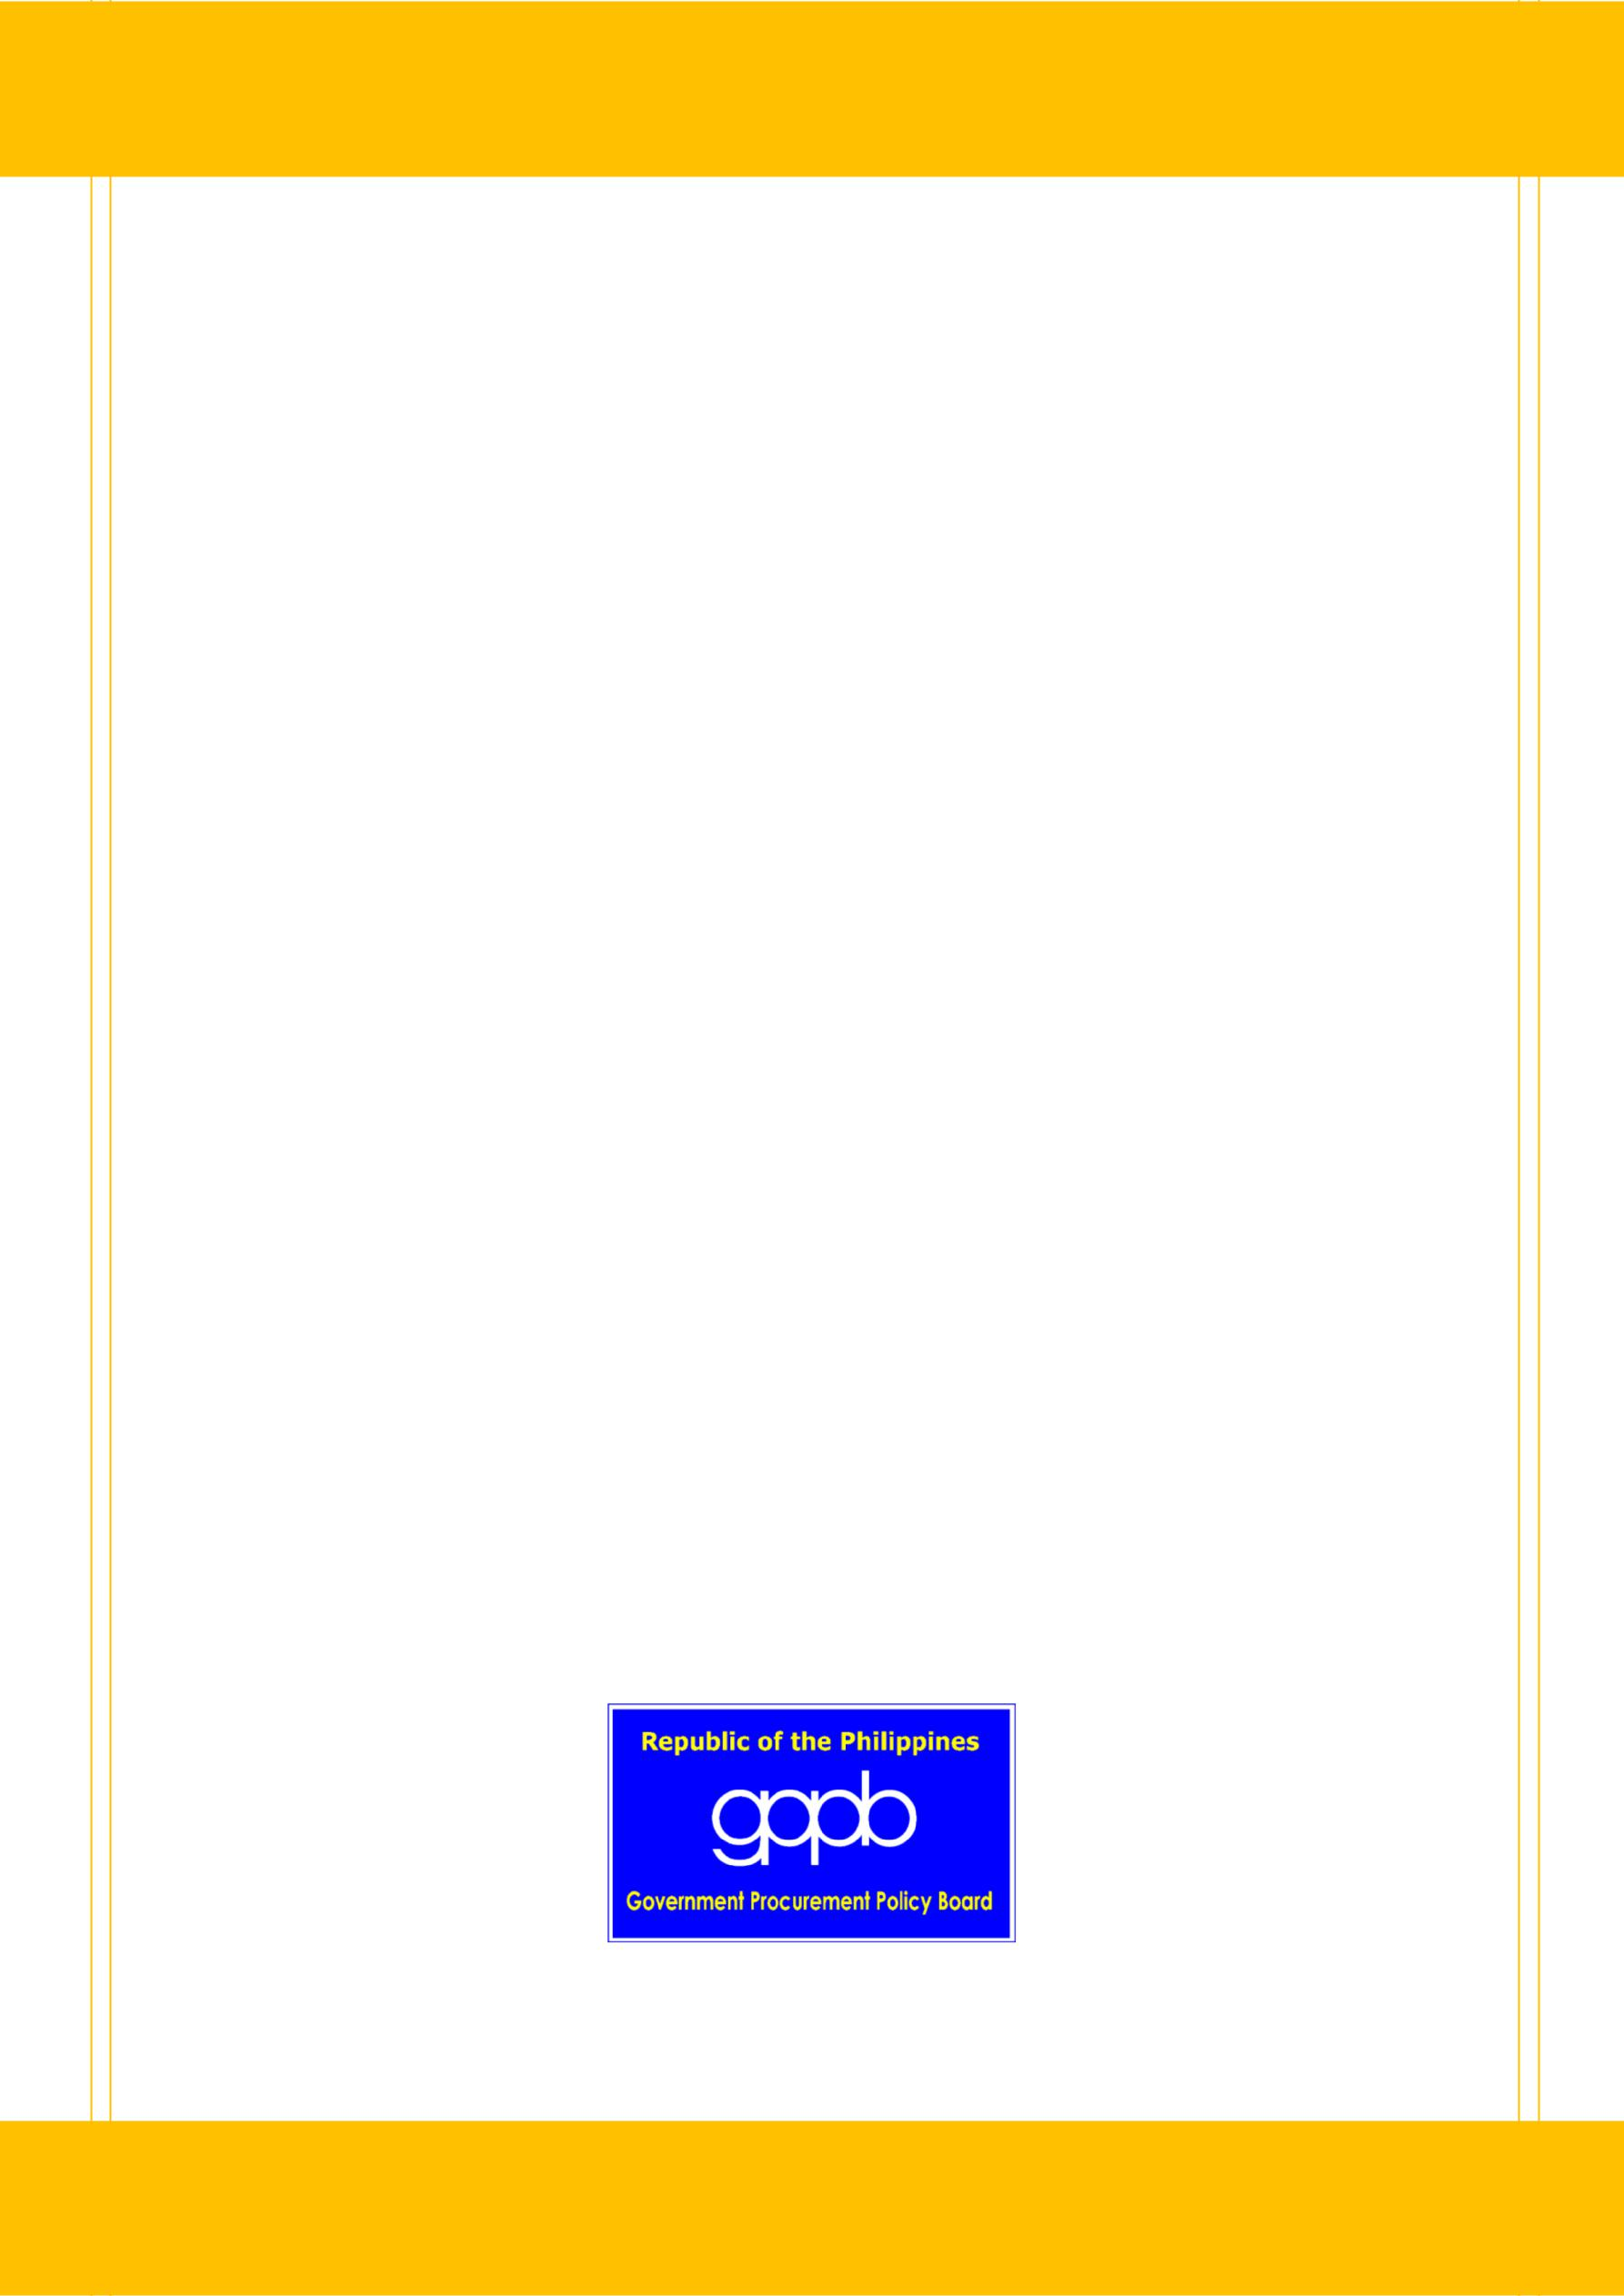 Republic of the Philippines
gppb
Government Procurement Policy Board